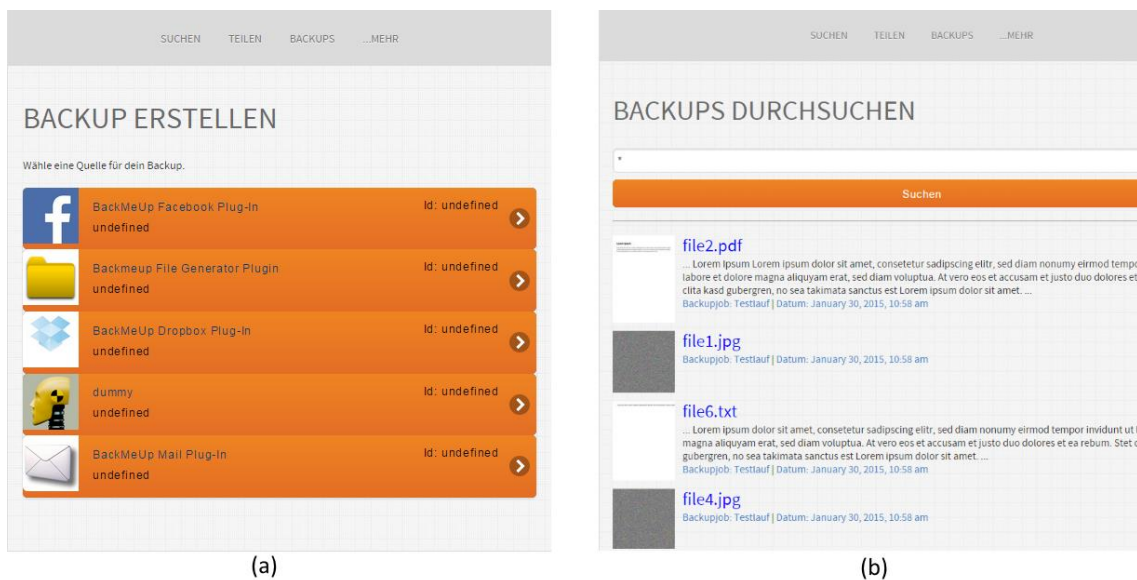 SUCHEN TEILEN BACKUPS ...MEHR
BACKUP ERSTELLEN
Wähle eine Quelle für dein Backup.
BackMeUp Facebook Plug-In Id: undefined
undefined
Backmeup File Generator Plugin Id: undefined
undefined
BackMeUp Dropbox Plug-In Id: undefined
undefined
dummy Id: undefined
undefined
BackMeUp Mail Plug-In Id: undefined
undefined
(a)
SUCHEN TEILEN BACKUPS ...MEHR
BACKUPS DURCHSUCHEN
*
Suchen
file2.pdf
... Lorem ipsum Lorem ipsum dolor sit amet, consetetur sadipscing elitr, sed diam nonumy eirmod tempo
labore et dolore magna aliquyam erat, sed diam voluptua. At vero eos et accusam et justo duo dolores et
clita kasd gubergren, no sea takimata sanctus est Lorem ipsum dolor sit amet. ...
Backupjob: Testlauf | Datum: January 30, 2015, 10:58 am
file1.jpg
Backupjob: Testlauf | Datum: January 30, 2015, 10:58 am
file6.txt
... Lorem ipsum dolor sit amet, consetetur sadipscing elitr, sed diam nonumy eirmod tempor invidunt ut
magna aliquyam erat, sed diam voluptua. At vero eos et accusam et justo duo dolores et ea rebum. Stet
gubergren, no sea takimata sanctus est Lorem ipsum dolor sit amet. ...
Backupjob: Testlauf | Datum: January 30, 2015, 10:58 am
file4.jpg
Backupjob: Testlauf | Datum: January 30, 2015, 10:58 am
(b)